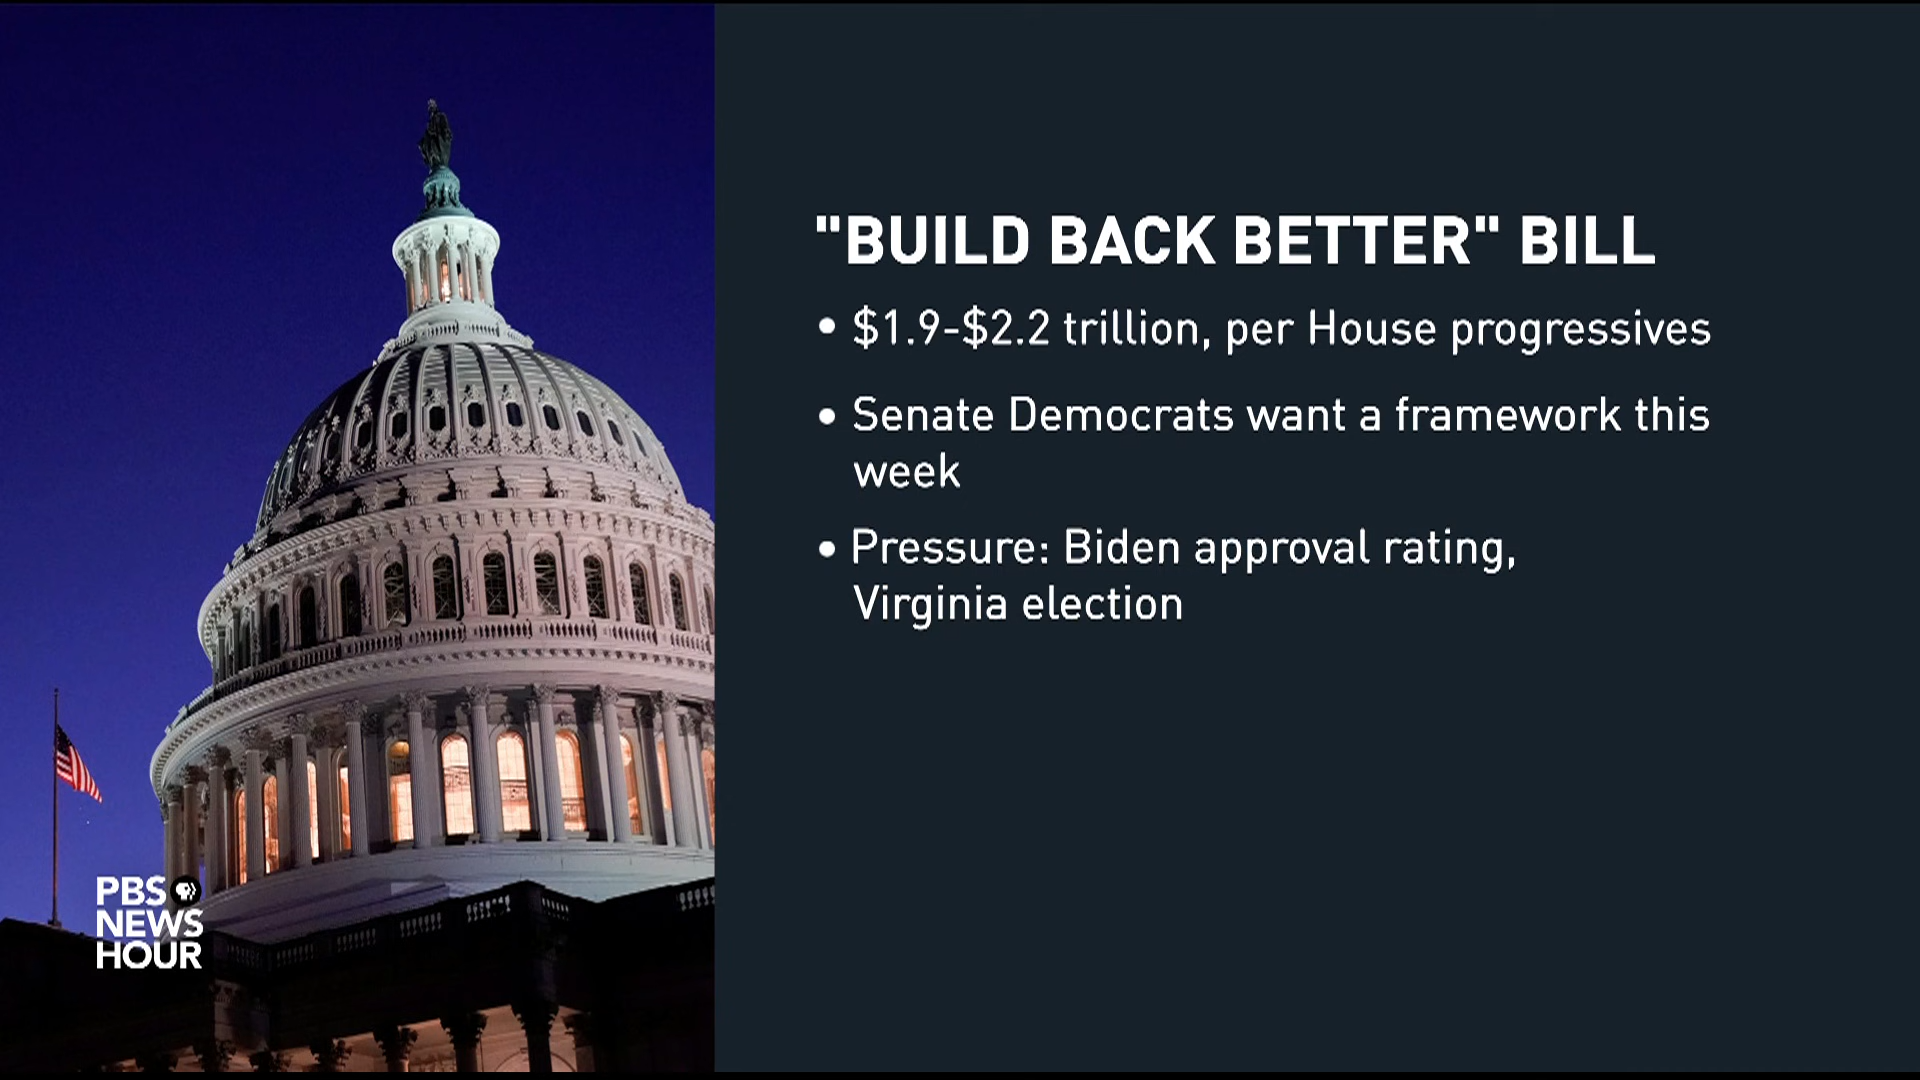 "BUILD BACK BETTER" BILL
• $1.9-$2.2 trillion, per House progressives
• Senate Democrats want a framework this
week
• Pressure: Biden approval rating,
Virginia election
PBS
NEWS
HOUR